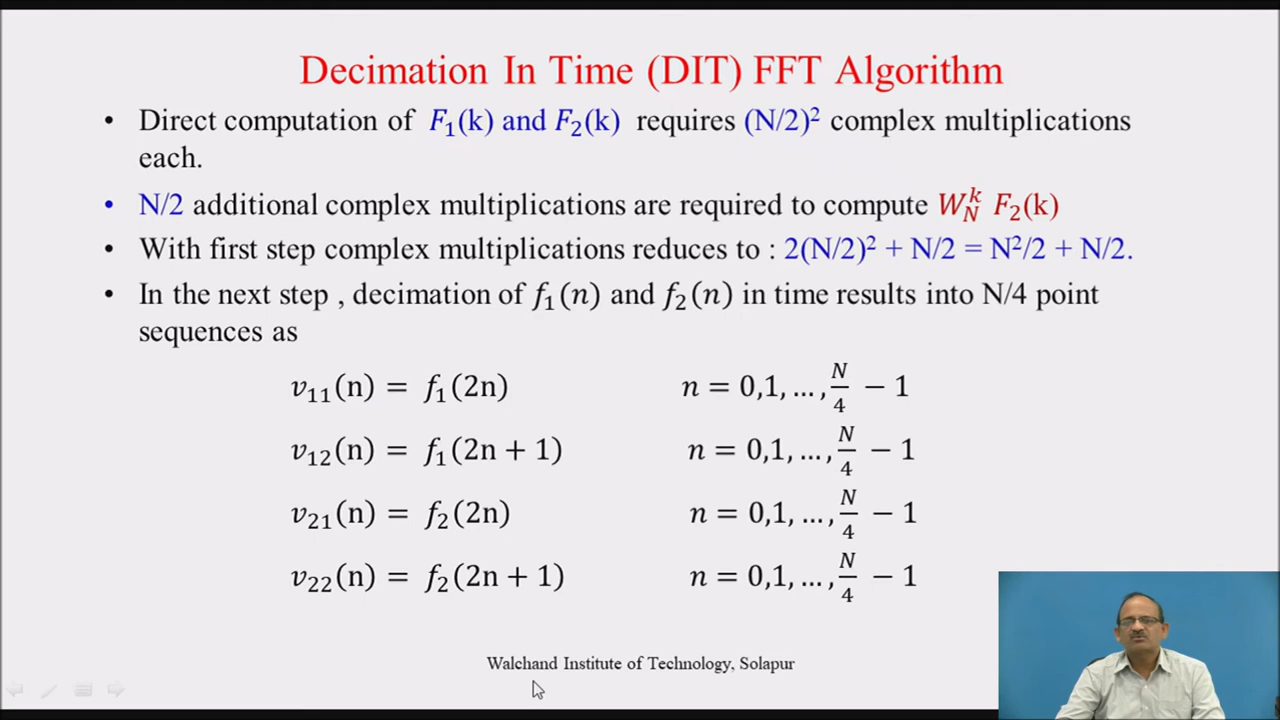 Decimation In Time (DIT) FFT Algorithm
• Direct computation of F₁(k) and F₂(k) requires (N/2)² complex multiplications
each.
• N/2 additional complex multiplications are required to compute W_N^k F₂(k)
• With first step complex multiplications reduces to : 2(N/2)² + N/2 = N²/2 + N/2.
• In the next step , decimation of f₁(n) and f₂(n) in time results into N/4 point
sequences as
v₁₁(n) = f₁(2n) n = 0,1, ... , N/4 − 1
v₁₂(n) = f₁(2n + 1) n = 0,1, ... , N/4 − 1
v₂₁(n) = f₂(2n) n = 0,1, ... , N/4 − 1
v₂₂(n) = f₂(2n + 1) n = 0,1, ... , N/4 − 1
Walchand Institute of Technology, Solapur